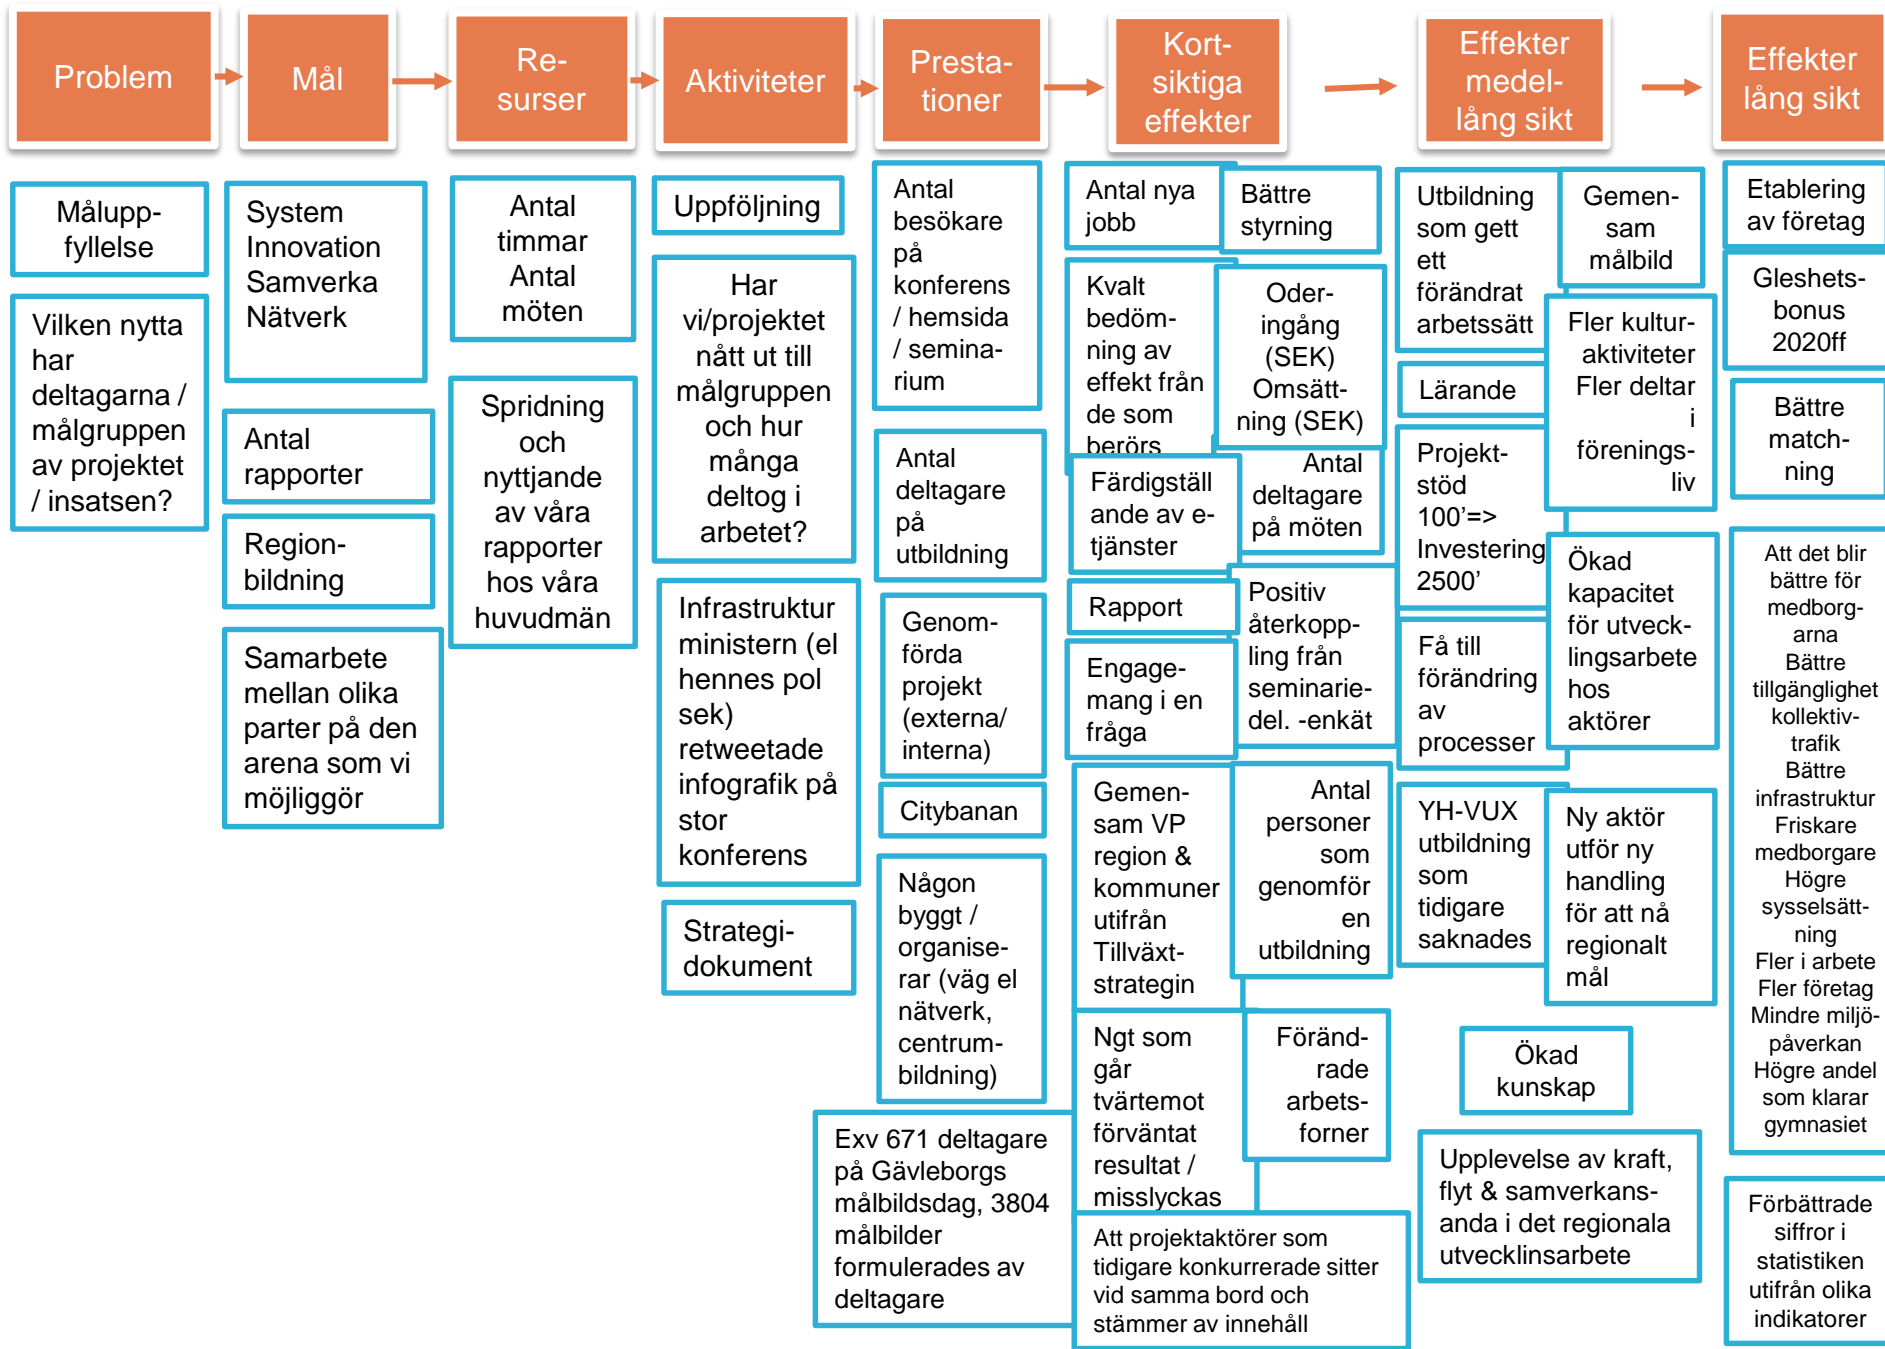 Problem
Mål
Re-
surser
Aktiviteter
Presta-
tioner
Kort-
siktiga
effekter
Effekter
medel-
lång sikt
Effekter
lång sikt
Måluppp-
fyllelse
Vilken nytta
har
deltagarna /
målgruppen
av projektet
/ insatsen?
System
Innovation
Samverka
Nätverk
Antal
rapporter
Region-
bildning
Samarbete
mellan olika
parter på den
arena som vi
möjliggör
Antal
timmar
Antal
möten
Spridning
och
nyttjande
av våra
rapporter
hos våra
huvudmän
Uppföljning
Har
vi/projektet
nått ut till
målgruppen
och hur
många
deltog i
arbetet?
Infrastruktur
ministern (el
hennes pol
sek)
retweetade
infografik på
stor
konferens
Strategi-
dokument
Antal
besökare
på
konferens
/ hemsida
/ semina-
rium
Antal
deltagare
på
utbildning
Genom-
förda
projekt
(externa/
interna)
Citybanan
Någon
byggt /
organise-
rar (väg el
nätverk,
centrum-
bildning)
Exv 671 deltagare
på Gävleborgs
målbildsdag, 3804
målbilder
formulerades av
deltagare
Antal nya
jobb
Kvalt
bedöm-
ning av
effekt från
de som
berörs
Färdigställ
ande av e-
tjänster
Rapport
Engage-
mang i en
fråga
Gemen-
sam VP
region &
kommuner
utifrån
Tillväxt-
strategin
Ngt som
går
tvärtemot
förväntat
resultat /
misslyckas
Att projektaktörer som
tidigare konkurrerade sitter
vid samma bord och
stämmer av innehåll
Bättre
styrning
Oder-
ingång
(SEK)
Omsätt-
ning (SEK)
Antal
deltagare
på möten
Positiv
återkopp-
ling från
seminarie-
del. -enkät
Antal
personer
som
genomför
en
utbildning
Föränd-
rade
arbets-
forner
Utbildning
som gett
ett
förändrat
arbetssätt
Lärande
Projekt-
stöd
100’=>
Investering
2500’
Få till
förändring
av
processer
YH-VUX
utbildning
som
tidigare
saknades
Gemen-
sam
målbild
Fler kultur-
aktiviteter
Fler deltar
i
förenings-
liv
Ökad
kapacitet
för utveck-
lingsarbete
hos
aktörer
Ny aktör
utför ny
handling
för att nå
regionalt
mål
Ökad
kunskap
Upplevelse av kraft,
flyt & samverkans-
anda i det regionala
utvecklinsarbete
Etablering
av företag
Gleshets-
bonus
2020ff
Bättre
match-
ning
Att det blir
bättre för
medborg-
arna
Bättre
tillgänglighet
kollektiv-
trafik
Bättre
infrastruktur
Friskare
medborgare
Högre
sysselsätt-
ning
Fler i arbete
Fler företag
Mindre miljö-
påverkan
Högre andel
som klarar
gymnasiet
Förbättrade
siffror i
statistiken
utifrån olika
indikatorer